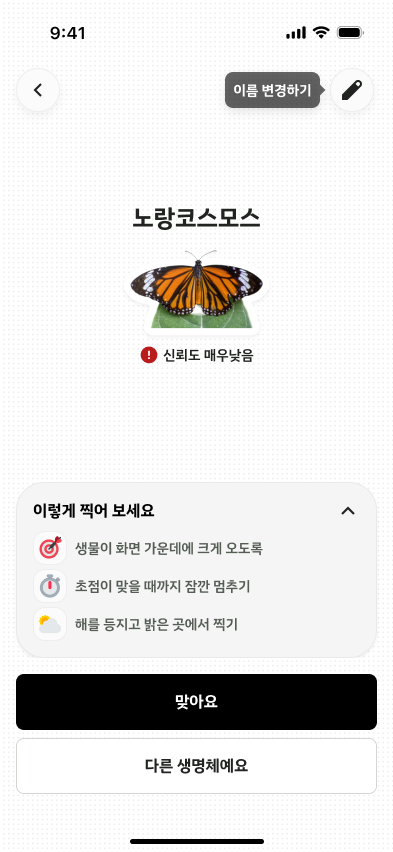 9:41
이름 변경하기
노랑코스모스
신뢰도 매우낮음
이렇게 찍어 보세요
생물이 화면 가운데에 크게 오도록
초점이 맞을 때까지 잠깐 멈추기
해를 등지고 밝은 곳에서 찍기
맞아요
다른 생명체예요